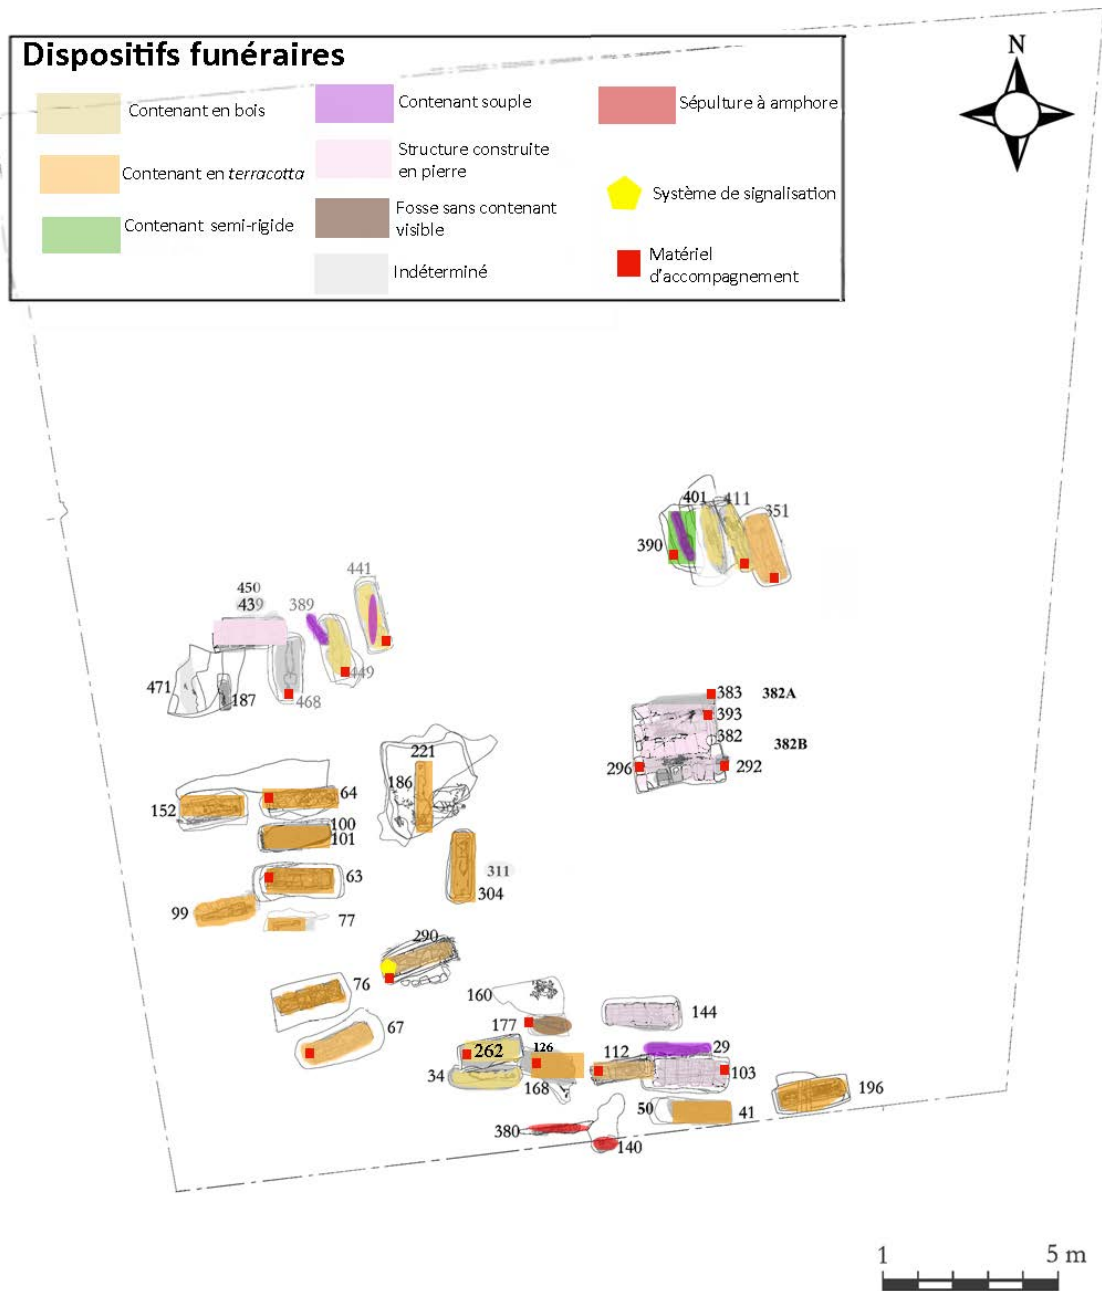 Dispositifs funéraires
N
Contenant en bois
Contenant souple
Sépulture à amphore
Contenant en terracotta
Structure construite
en pierre
Système de signalisation
Contenant semi-rigide
Fosse sans contenant
visible
Matériel
d'accompagnement
Indéterminé
401 411
351
390
441
450
439
389
449
471
187
468
383
382A
393
382
382B
296
292
221
186
64
152
100
101
63
311
304
99
77
290
76
160
67
177
144
262
126
112
29
34
168
103
196
50
41
380
140
1
5 m